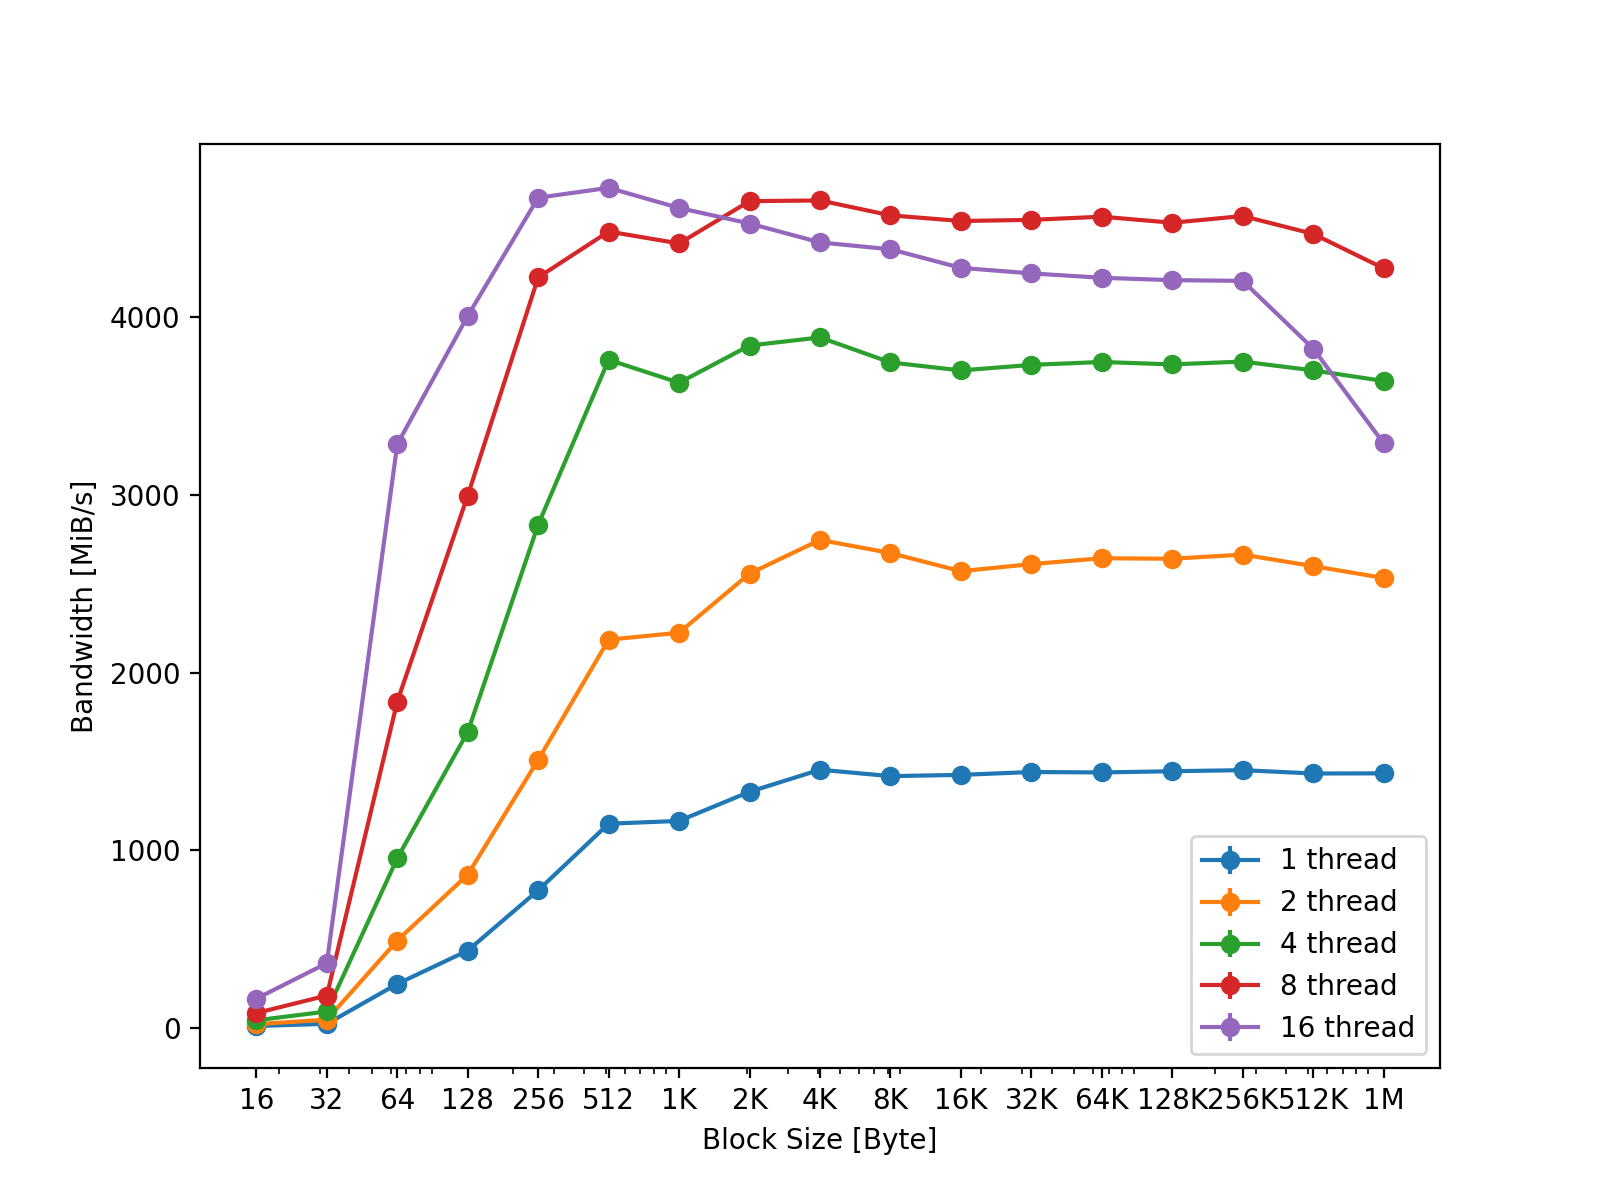 4000
3000
2000
1000
0
Bandwidth [MiB/s]
16 32 64 128 256 512 1K 2K 4K 8K 16K 32K 64K 128K 256K 512K 1M
Block Size [Byte]
1 thread
2 thread
4 thread
8 thread
16 thread